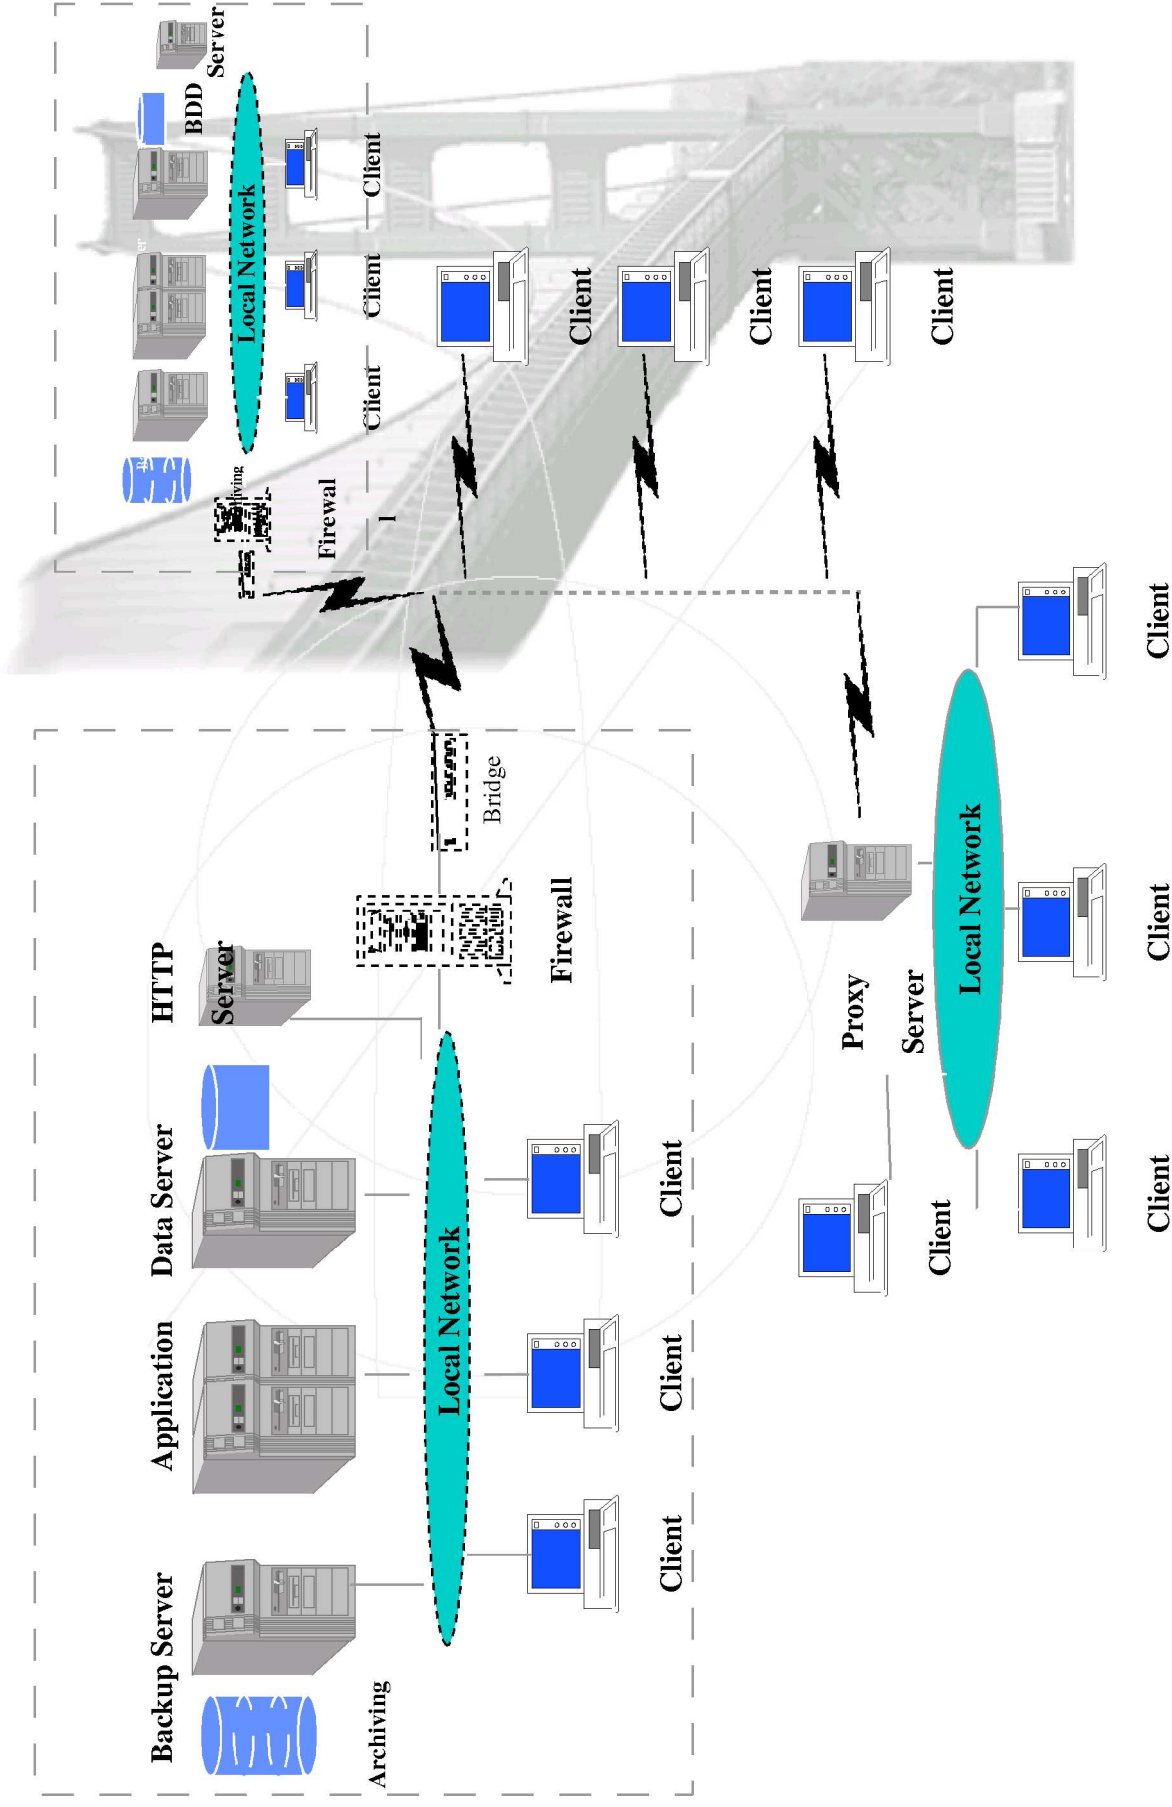 Backup Server
Application
Data Server
HTTP
Server
Archiving
Local Network
Firewall
Bridge
Client
Client
Client
Firewal
l
BDD
Server
Local Network
Client
Client
Client
Client
Client
Client
Proxy
Server
Client
Local Network
Client
Client
Client